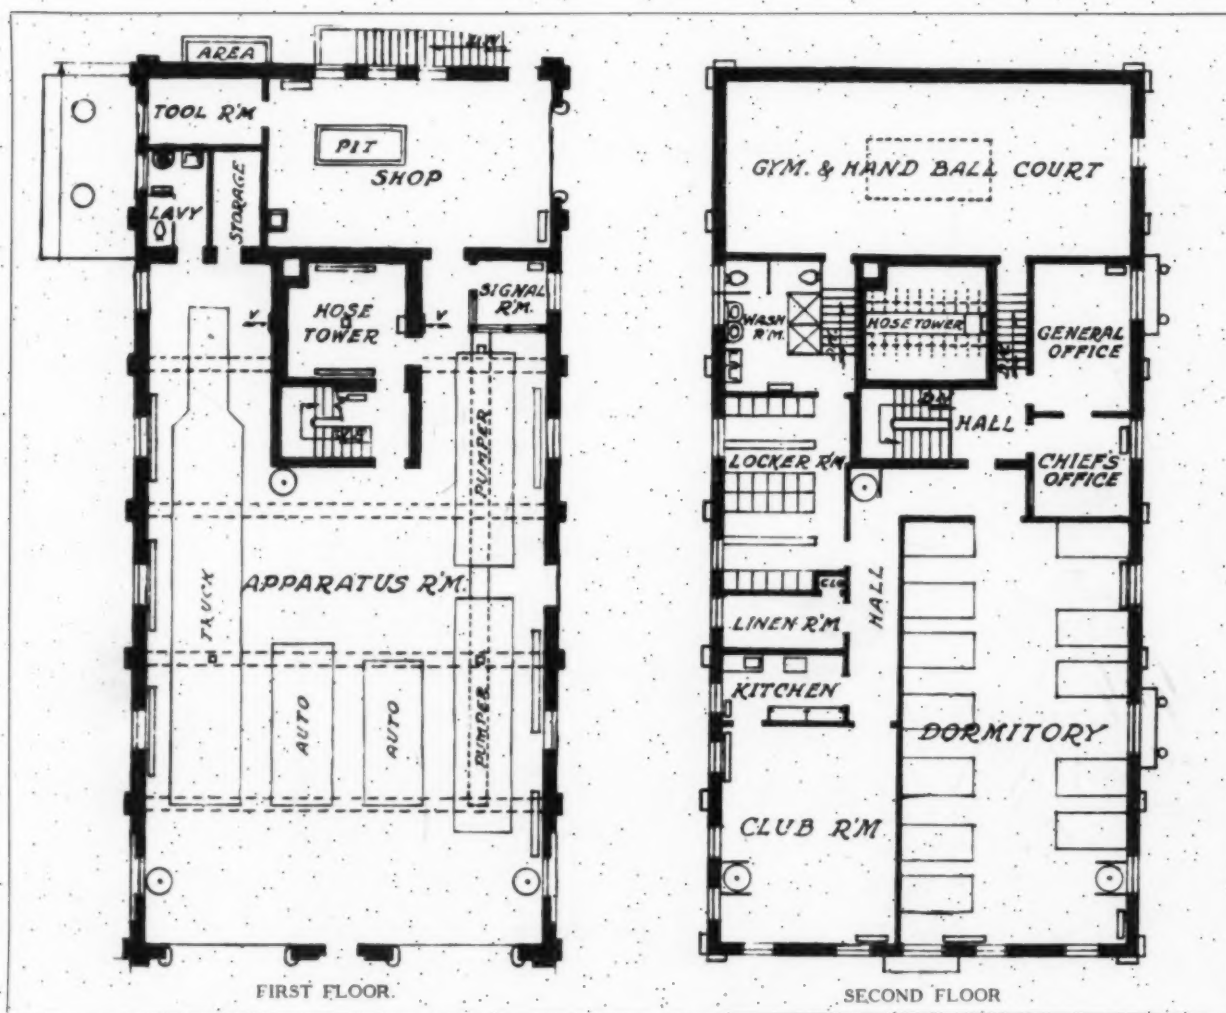 AREA
TOOL R'M
PIT
SHOP
LAVY
STORAGE
SIGNAL
R'M.
HOSE
TOWER
V
V
PUMPER
TRUCK
APPARATUS R'M.
AUTO
AUTO
PUMPER
FIRST FLOOR.
GYM. & HAND BALL COURT
WASH
R'M.
HOSE TOWER
GENERAL
OFFICE
DN
HALL
LOCKER R'M
CHIEF'S
OFFICE
CLO
HALL
LINEN R'M
KITCHEN
DORMITORY
CLUB R'M
SECOND FLOOR